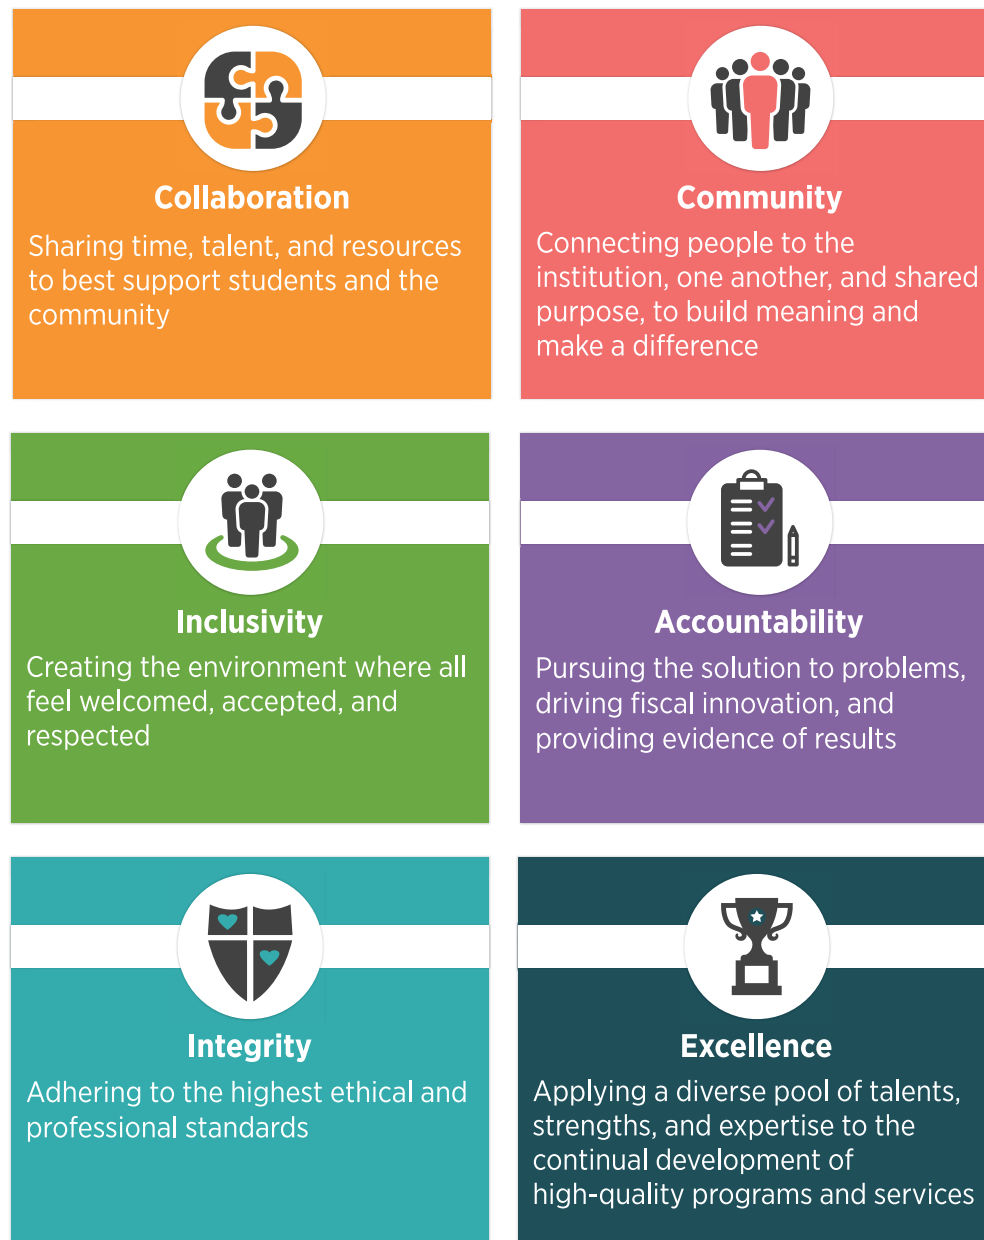 Collaboration
Sharing time, talent, and resources
to best support students and the
community
Community
Connecting people to the
institution, one another, and shared
purpose, to build meaning and
make a difference
Inclusivity
Creating the environment where all
feel welcomed, accepted, and
respected
Accountability
Pursuing the solution to problems,
driving fiscal innovation, and
providing evidence of results
Integrity
Adhering to the highest ethical and
professional standards
Excellence
Applying a diverse pool of talents,
strengths, and expertise to the
continual development of
high-quality programs and services